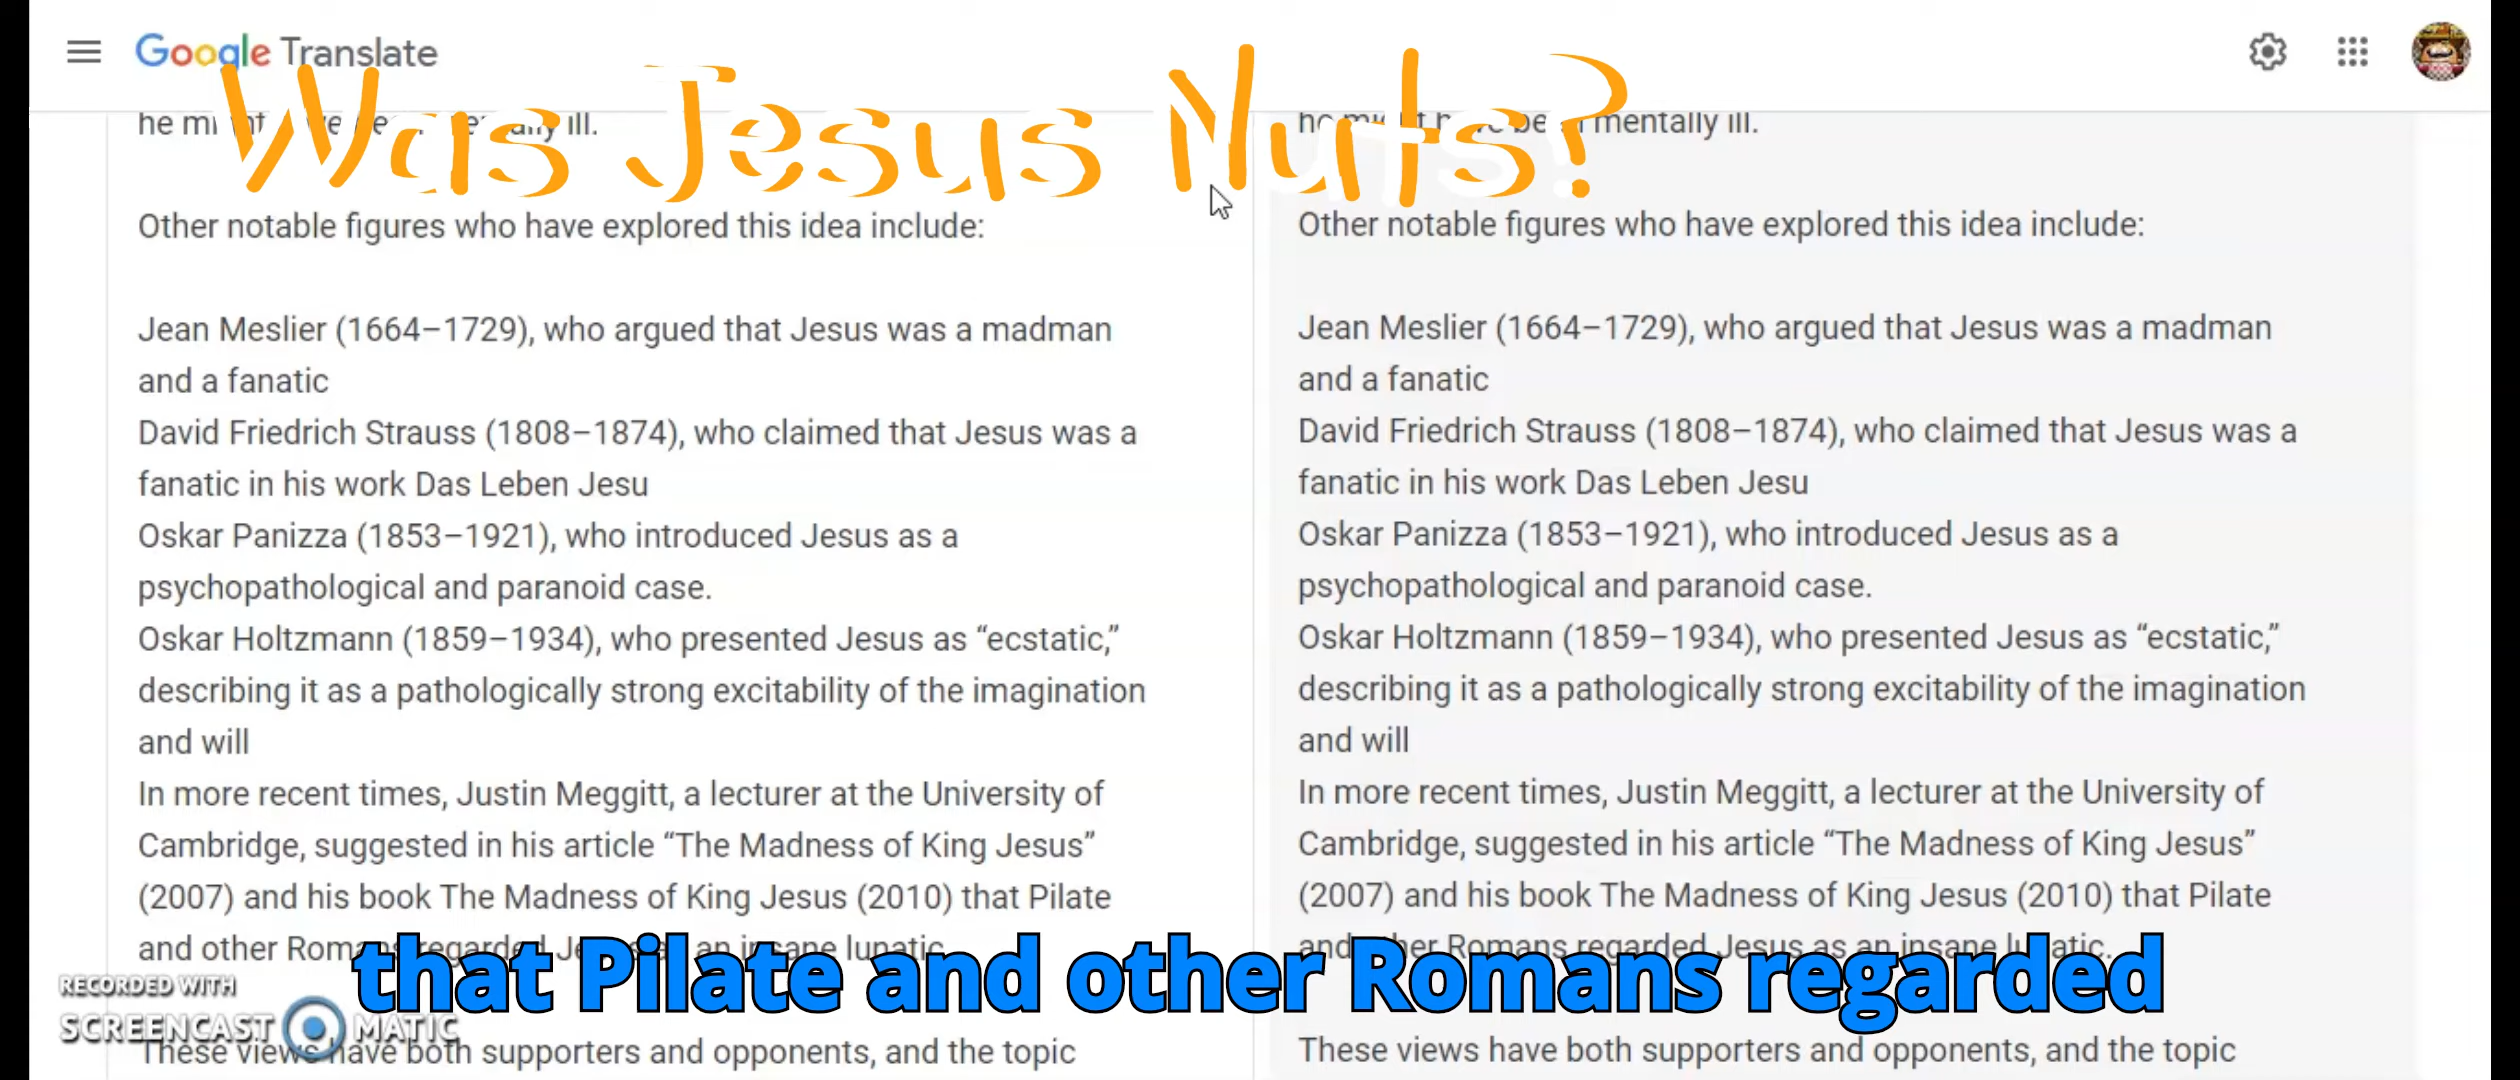 Google Translate
Was Jesus Nuts?
mentally ill.
Other notable figures who have explored this idea include:
Jean Meslier (1664–1729), who argued that Jesus was a madman
and a fanatic
David Friedrich Strauss (1808–1874), who claimed that Jesus was a
fanatic in his work Das Leben Jesu
Oskar Panizza (1853–1921), who introduced Jesus as a
psychopathological and paranoid case.
Oskar Holtzmann (1859–1934), who presented Jesus as “ecstatic,”
describing it as a pathologically strong excitability of the imagination
and will
In more recent times, Justin Meggitt, a lecturer at the University of
Cambridge, suggested in his article “The Madness of King Jesus”
(2007) and his book The Madness of King Jesus (2010) that Pilate
and other Romans regarded Jesus as an insane lunatic.
These views have both supporters and opponents, and the topic
he might have been mentally ill.
Other notable figures who have explored this idea include:
Jean Meslier (1664–1729), who argued that Jesus was a madman
and a fanatic
David Friedrich Strauss (1808–1874), who claimed that Jesus was a
fanatic in his work Das Leben Jesu
Oskar Panizza (1853–1921), who introduced Jesus as a
psychopathological and paranoid case.
Oskar Holtzmann (1859–1934), who presented Jesus as “ecstatic,”
describing it as a pathologically strong excitability of the imagination
and will
In more recent times, Justin Meggitt, a lecturer at the University of
Cambridge, suggested in his article “The Madness of King Jesus”
(2007) and his book The Madness of King Jesus (2010) that Pilate
and other Romans regarded Jesus as an insane lunatic.
These views have both supporters and opponents, and the topic
that Pilate and other Romans regarded
RECORDED WITH
SCREENCAST MATIC